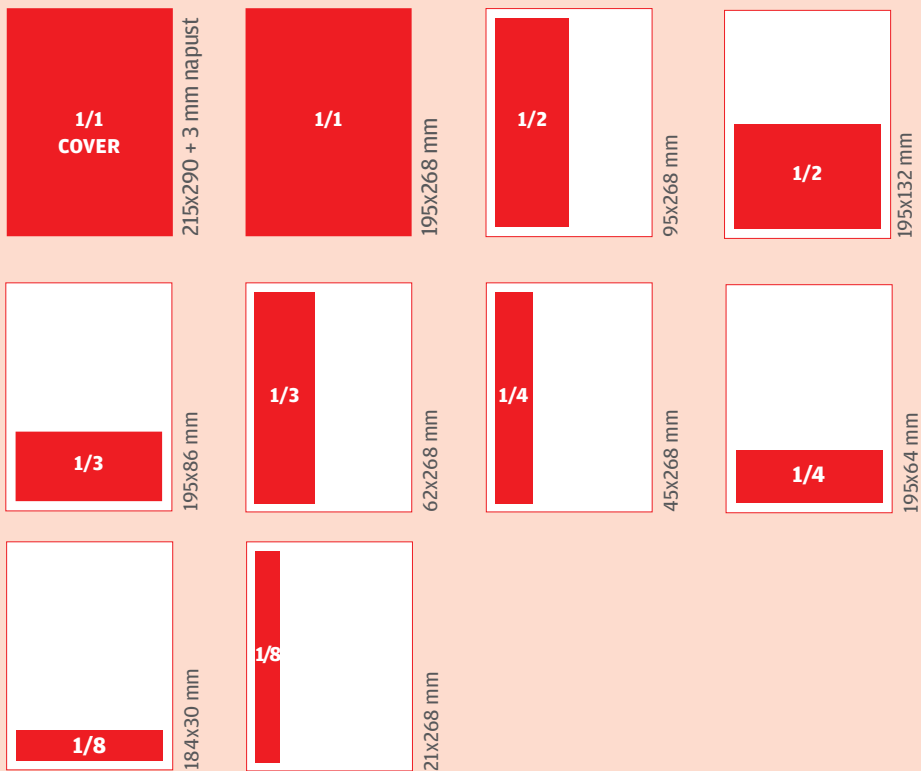 1/1
COVER
215x290 + 3 mm napust
1/1
195x268 mm
1/2
95x268 mm
1/2
195x132 mm
1/3
195x86 mm
1/3
62x268 mm
1/4
45x268 mm
1/4
195x64 mm
1/8
184x30 mm
1/8
21x268 mm